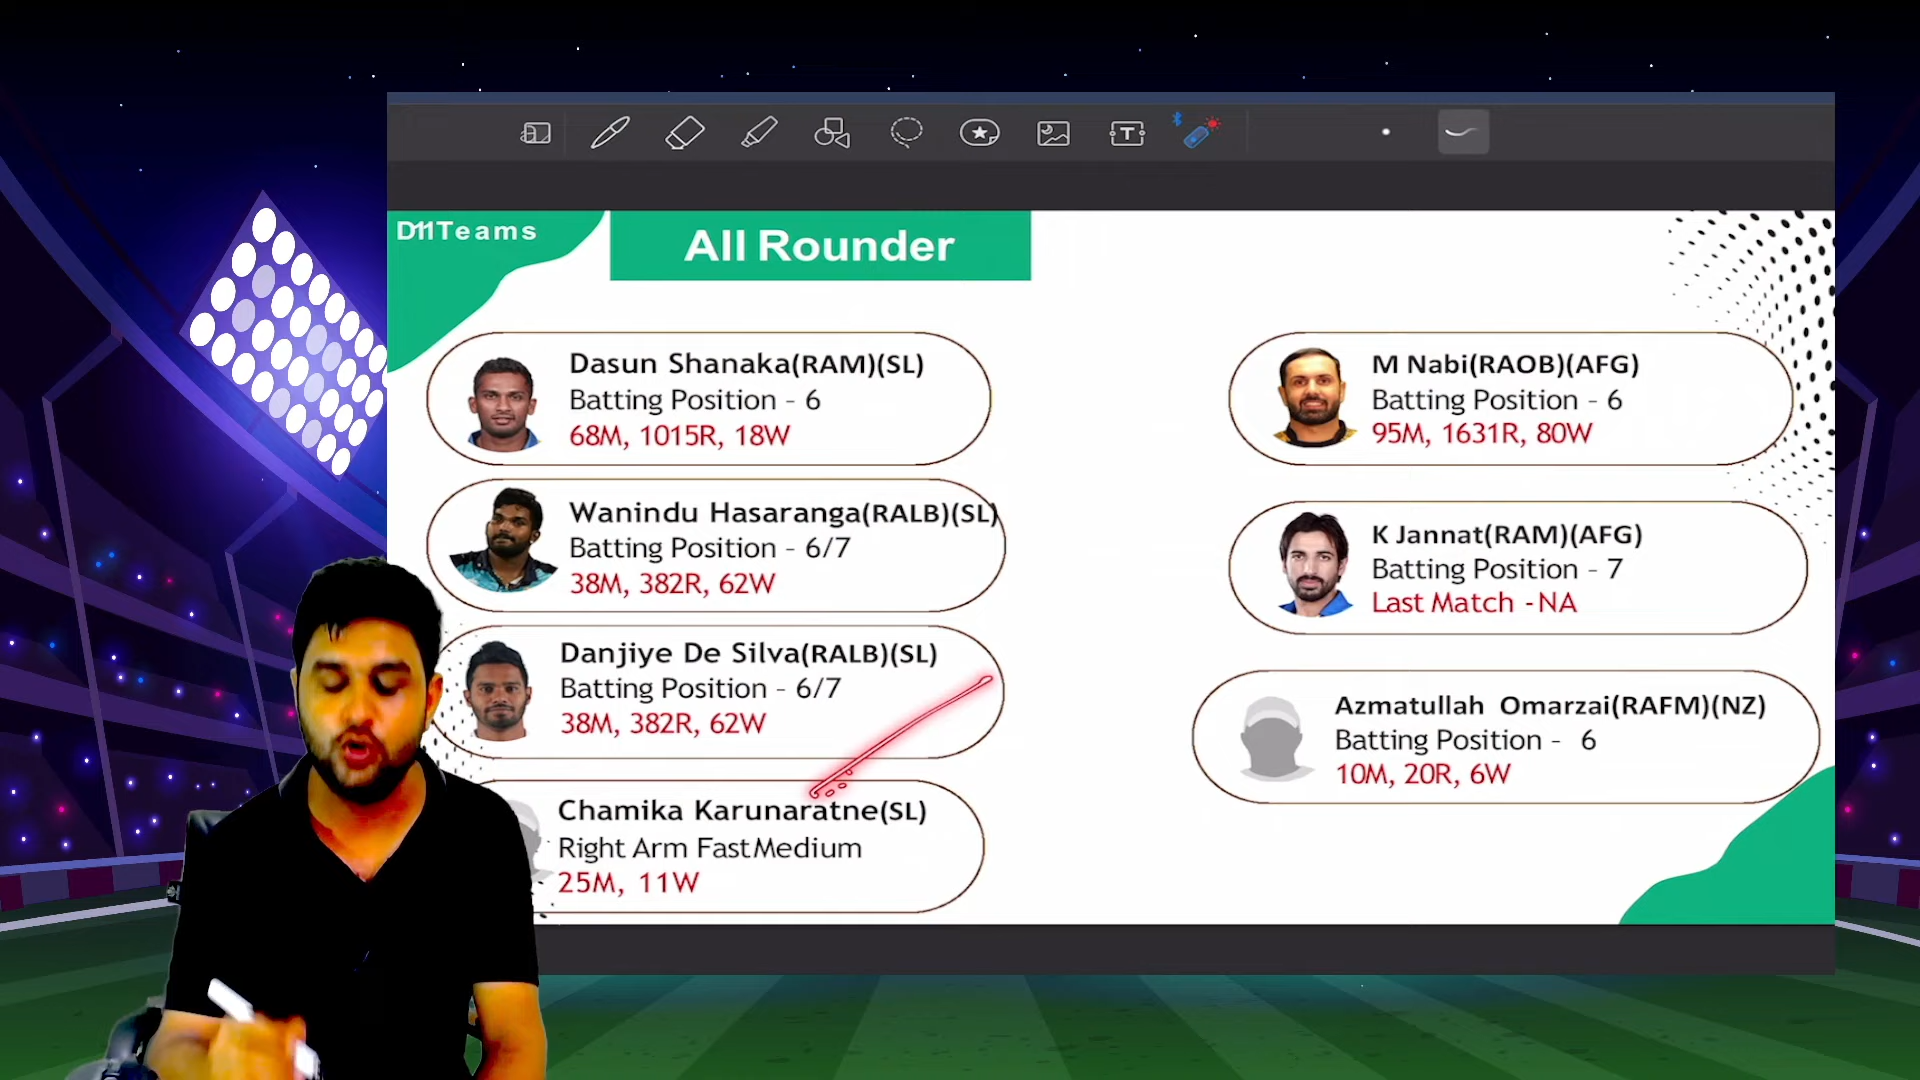 D11Teams
All Rounder
Dasun Shanaka(RAM)(SL)
Batting Position - 6
68M, 1015R, 18W
Wanindu Hasaranga(RALB)(SL)
Batting Position - 6/7
38M, 382R, 62W
Danjiye De Silva(RALB)(SL)
Batting Position - 6/7
38M, 382R, 62W
Chamika Karunaratne(SL)
Right Arm FastMedium
25M, 11W
M Nabi(RAOB)(AFG)
Batting Position - 6
95M, 1631R, 80W
K Jannat(RAM)(AFG)
Batting Position - 7
Last Match -NA
Azmatullah Omarzai(RAFM)(NZ)
Batting Position - 6
10M, 20R, 6W